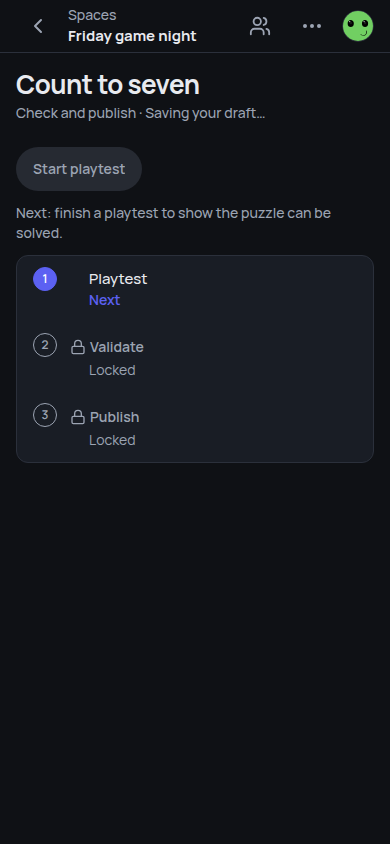 Spaces
Friday game night
Count to seven
Check and publish · Saving your draft…
Start playtest
Next: finish a playtest to show the puzzle can be
solved.
1
Playtest
Next
2
Validate
Locked
3
Publish
Locked